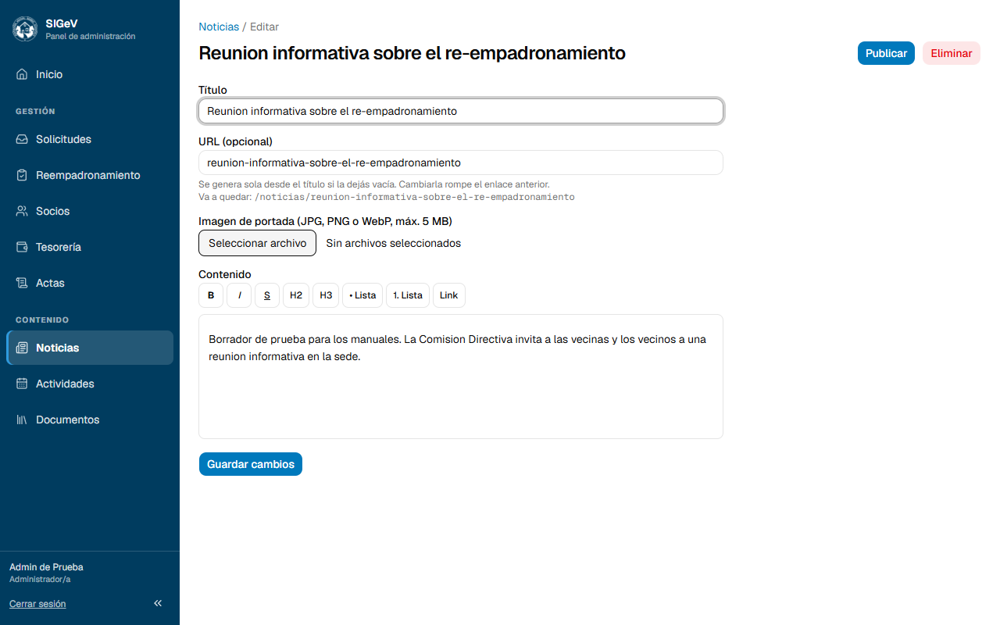 SIGeV
Panel de administración
Inicio
GESTIÓN
Solicitudes
Reempadronamiento
Socios
Tesorería
Actas
CONTENIDO
Noticias
Actividades
Documentos
Admin de Prueba
Administrador/a
Cerrar sesión
Noticias / Editar
Reunion informativa sobre el re-empadronamiento
Publicar
Eliminar
Título
Reunion informativa sobre el re-empadronamiento
URL (opcional)
reunion-informativa-sobre-el-re-empadronamiento
Se genera sola desde el título si la dejás vacía. Cambiarla rompe el enlace anterior.
Va a quedar: /noticias/reunion-informativa-sobre-el-re-empadronamiento
Imagen de portada (JPG, PNG o WebP, máx. 5 MB)
Seleccionar archivo Sin archivos seleccionados
Contenido
B I S H2 H3 • Lista 1. Lista Link
Borrador de prueba para los manuales. La Comision Directiva invita a las vecinas y los vecinos a una
reunion informativa en la sede.
Guardar cambios